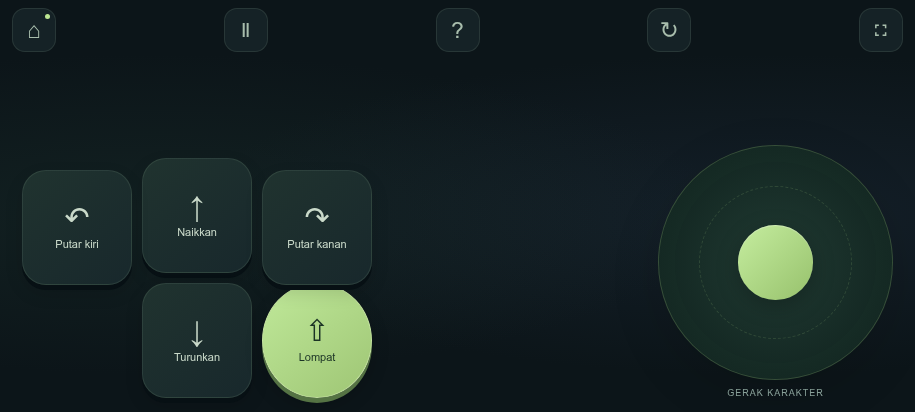 ?
Putar kiri
Naikkan
Putar kanan
Turunkan
Lompat
GERAK KARAKTER